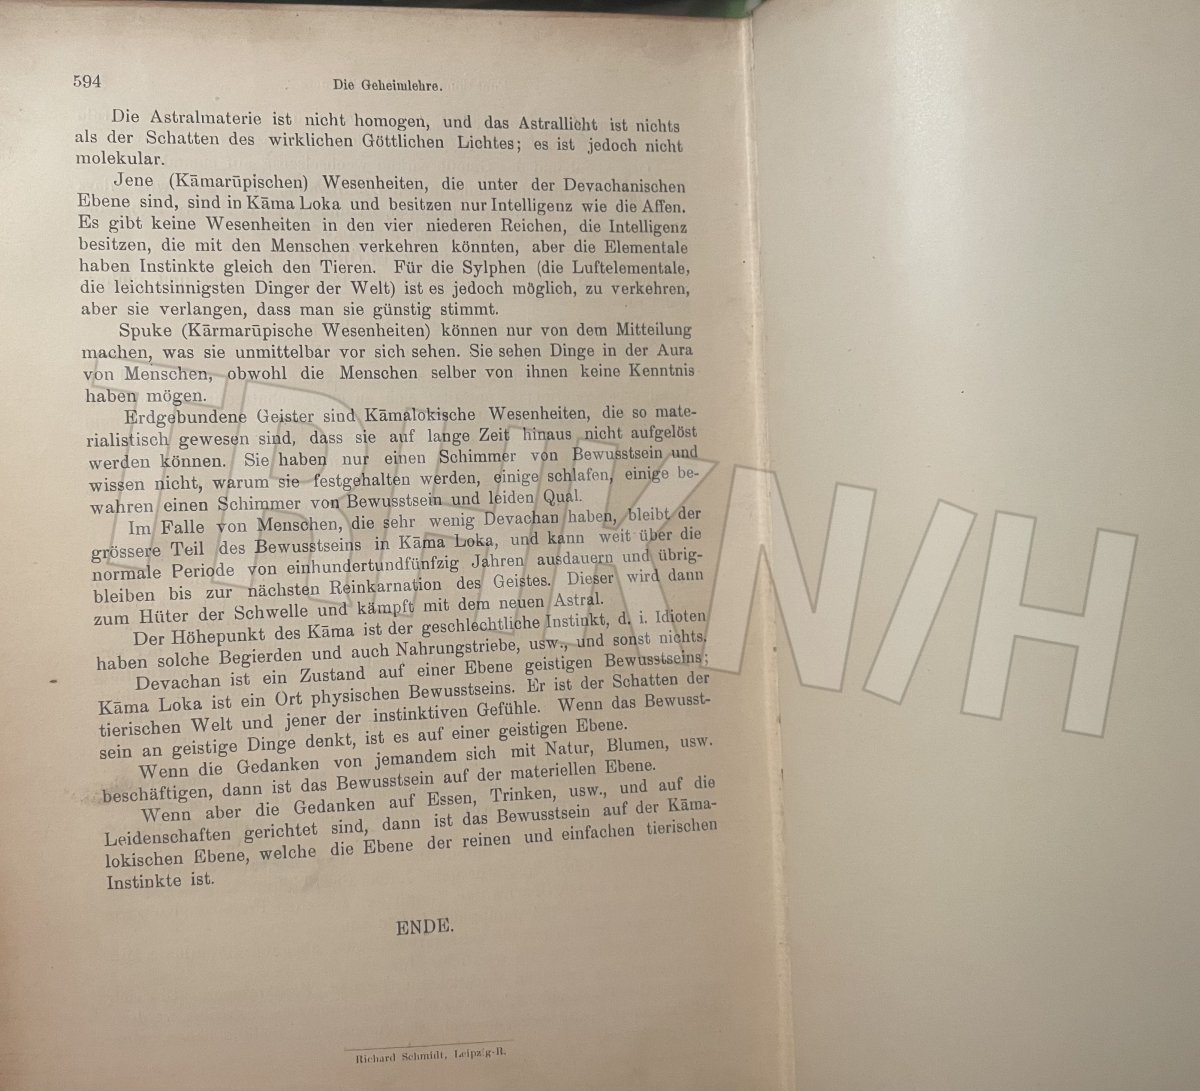 594
Die Geheimlehre.
Die Astralmaterie ist nicht homogen, und das Astrallicht ist nichts
als der Schatten des wirklichen Göttlichen Lichtes; es ist jedoch nicht
molekular.
Jene (Kāmarūpischen) Wesenheiten, die unter der Devachanischen
Ebene sind, sind in Kāma Loka und besitzen nur Intelligenz wie die Affen.
Es gibt keine Wesenheiten in den vier niederen Reichen, die Intelligenz
besitzen, die mit den Menschen verkehren könnten, aber die Elementale
haben Instinkte gleich den Tieren. Für die Sylphen (die Luftelementale,
die leichtsinnigsten Dinger der Welt) ist es jedoch möglich, zu verkehren,
aber sie verlangen, dass man sie günstig stimmt.
Spuke (Kārmarūpische Wesenheiten) können nur von dem Mitteilung
machen, was sie unmittelbar vor sich sehen. Sie sehen Dinge in der Aura
von Menschen, obwohl die Menschen selber von ihnen keine Kenntnis
haben mögen.
Erdgebundene Geister sind Kāmalokische Wesenheiten, die so mate-
rialistisch gewesen sind, dass sie auf lange Zeit hinaus nicht aufgelöst
werden können. Sie haben nur einen Schimmer von Bewusstsein und
wissen nicht, warum sie festgehalten werden, einige schlafen, einige be-
wahren einen Schimmer von Bewusstsein und leiden Qual.
Im Falle von Menschen, die sehr wenig Devachan haben, bleibt der
grössere Teil des Bewusstseins in Kāma Loka, und kann weit über die
normale Periode von einhundertundfünfzig Jahren ausdauern und übrig-
bleiben bis zur nächsten Reinkarnation des Geistes. Dieser wird dann
zum Hüter der Schwelle und kämpft mit dem neuen Astral.
Der Höhepunkt des Kāma ist der geschlechtliche Instinkt, d. i. Idioten
haben solche Begierden und auch Nahrungstriebe, usw., und sonst nichts.
Devachan ist ein Zustand auf einer Ebene geistigen Bewusstseins;
Kāma Loka ist ein Ort physischen Bewusstseins. Er ist der Schatten der
tierischen Welt und jener der instinktiven Gefühle. Wenn das Bewusst-
sein an geistige Dinge denkt, ist es auf einer geistigen Ebene.
Wenn die Gedanken von jemandem sich mit Natur, Blumen, usw.
beschäftigen, dann ist das Bewusstsein auf der materiellen Ebene.
Wenn aber die Gedanken auf Essen, Trinken, usw., und auf die
Leidenschaften gerichtet sind, dann ist das Bewusstsein auf der Kāma-
lokischen Ebene, welche die Ebene der reinen und einfachen tierischen
Instinkte ist.
ENDE.
Richard Schmidt, Leipzig-R.
TRHKN/H